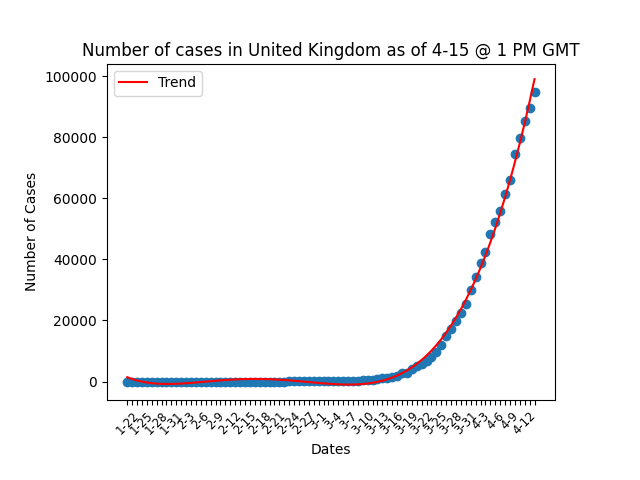 Number of cases in United Kingdom as of 4-15 @ 1 PM GMT
Trend
100000
80000
60000
40000
20000
0
Number of Cases
1-22 1-25 1-28 1-31 2-3 2-6 2-9 2-12 2-15 2-18 2-21 2-24 2-27 3-1 3-4 3-7 3-10 3-13 3-16 3-19 3-22 3-25 3-28 3-31 4-3 4-6 4-9 4-12
Dates